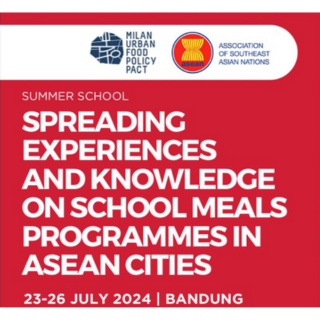 MILAN
URBAN
FOOD
POLICY
PACT
ASSOCIATION
OF SOUTHEAST
ASIAN NATIONS
SUMMER SCHOOL
SPREADING
EXPERIENCES
AND KNOWLEDGE
ON SCHOOL MEALS
PROGRAMMES IN
ASEAN CITIES
23-26 JULY 2024 | BANDUNG